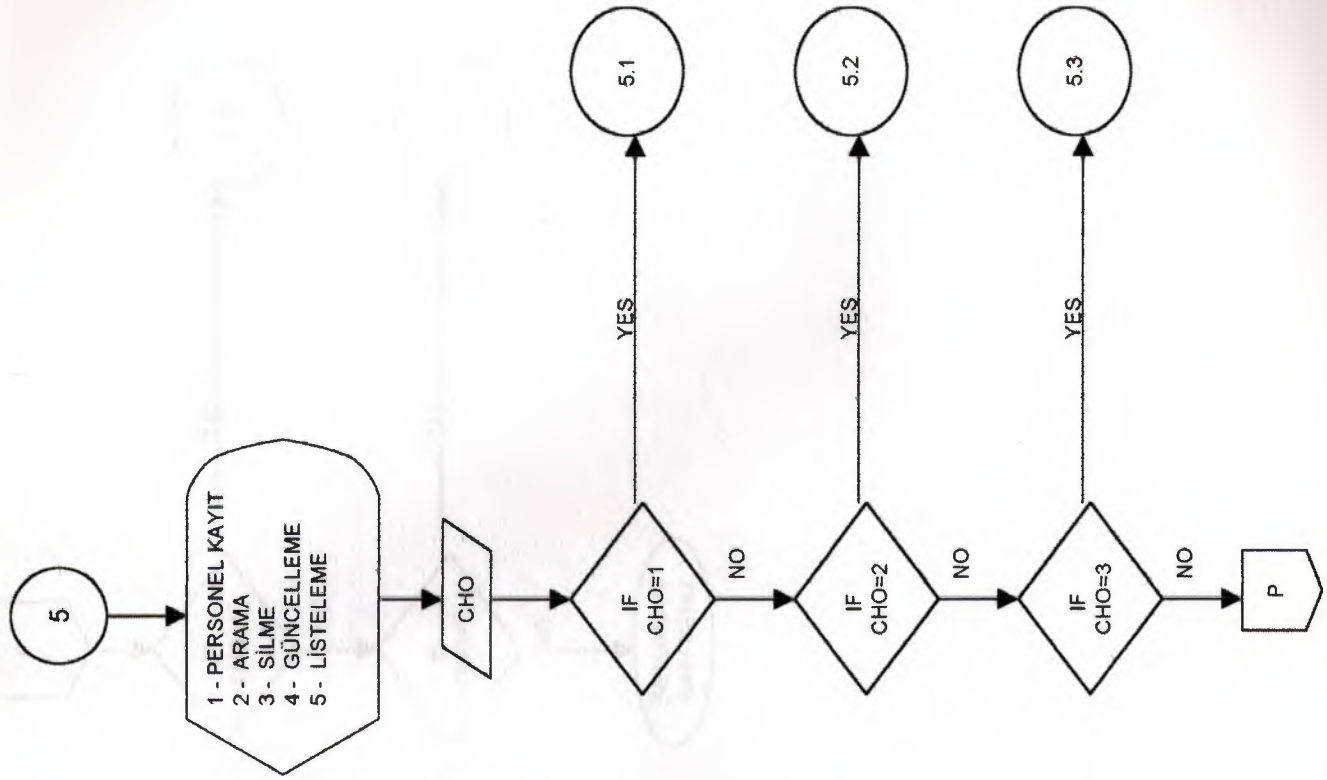 5
1 - PERSONEL KAYIT
2 - ARAMA
3 - SİLME
4 - GÜNCELLEME
5 - LİSTELEME
CHO
IF
CHO=1
YES
5.1
NO
IF
CHO=2
YES
5.2
NO
IF
CHO=3
YES
5.3
NO
P